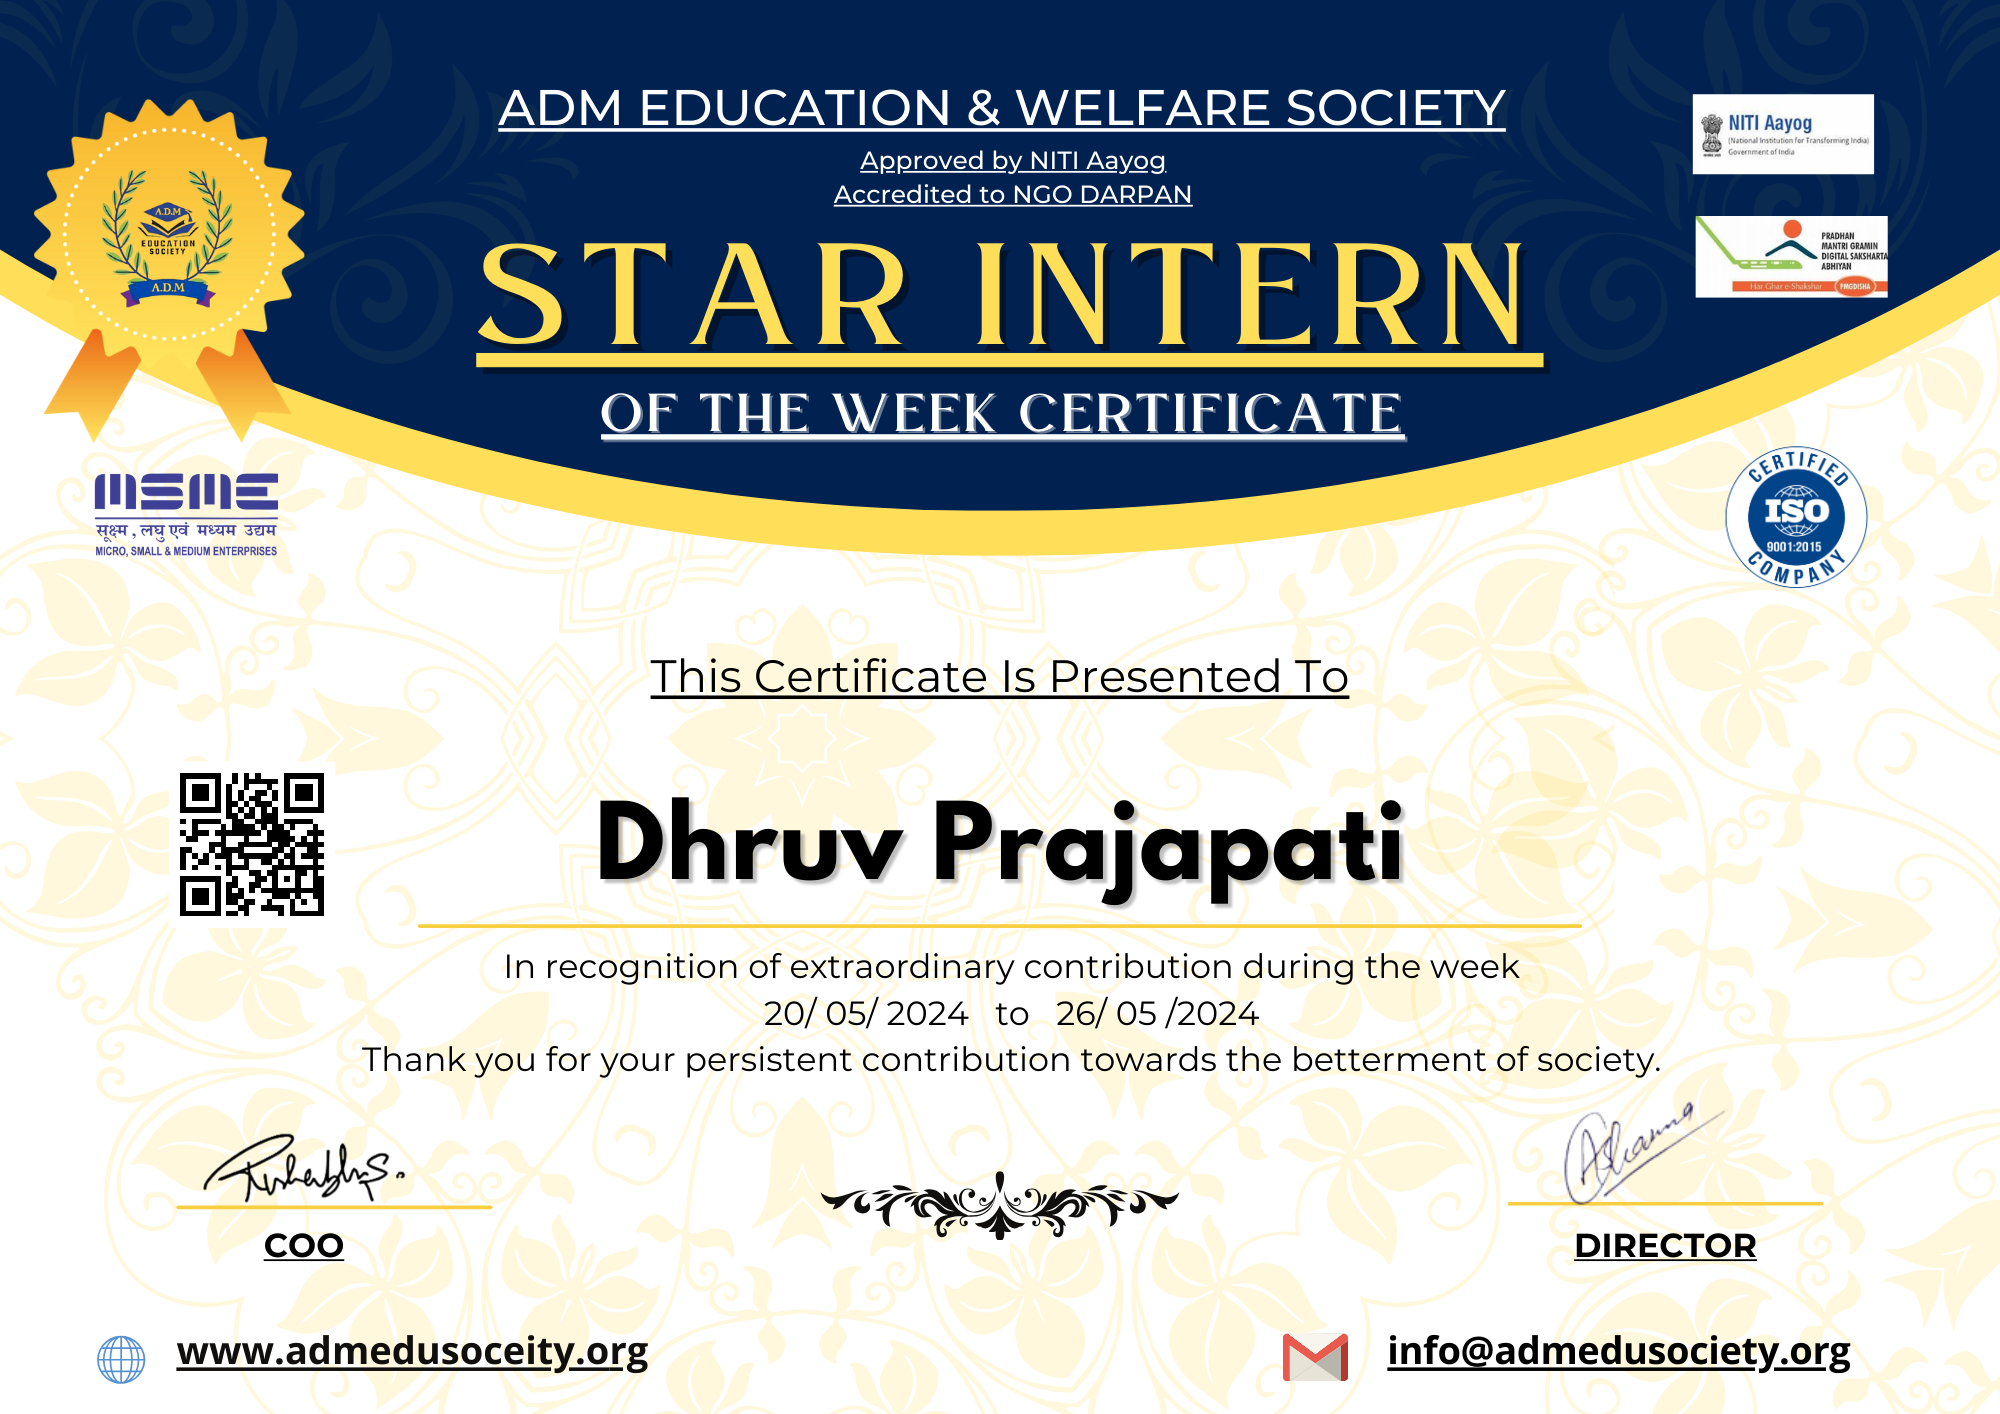 ADM EDUCATION & WELFARE SOCIETY
Approved by NITI Aayog
Accredited to NGO DARPAN
STAR INTERN
OF THE WEEK CERTIFICATE
A.D.M
EDUCATION
SOCIETY
A.D.M
NITI Aayog
(National Institution for Transforming India)
Government of India
PRADHAN
MANTRI GRAMIN
DIGITAL SAKSHARTA
ABHIYAN
Har Ghar e-Shakshar
PMGDISHA
MSME
सूक्ष्म, लघु एवं मध्यम उद्यम
MICRO, SMALL & MEDIUM ENTERPRISES
CERTIFIED
ISO
9001:2015
COMPANY
This Certificate Is Presented To
Dhruv Prajapati
In recognition of extraordinary contribution during the week
20/ 05/ 2024 to 26/ 05 /2024
Thank you for your persistent contribution towards the betterment of society.
COO
DIRECTOR
www.admedusoceity.org
info@admedusociety.org